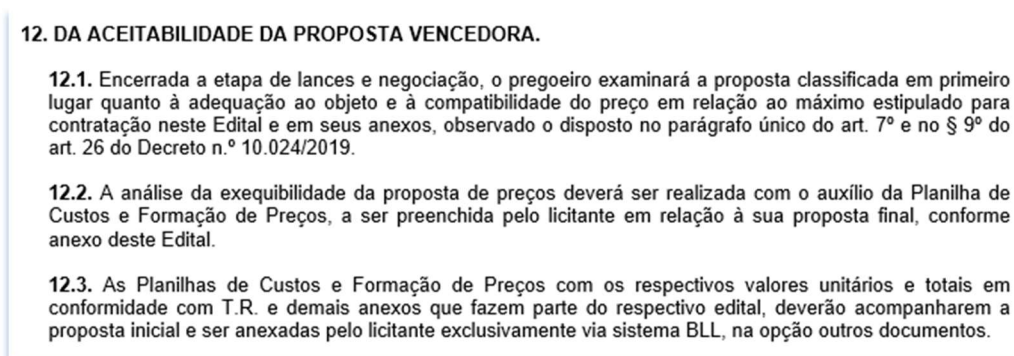 12. DA ACEITABILIDADE DA PROPOSTA VENCEDORA.
12.1. Encerrada a etapa de lances e negociação, o pregoeiro examinará a proposta classificada em primeiro
lugar quanto à adequação ao objeto e à compatibilidade do preço em relação ao máximo estipulado para
contratação neste Edital e em seus anexos, observado o disposto no parágrafo único do art. 7º e no § 9º do
art. 26 do Decreto n.º 10.024/2019.
12.2. A análise da exequibilidade da proposta de preços deverá ser realizada com o auxílio da Planilha de
Custos e Formação de Preços, a ser preenchida pelo licitante em relação à sua proposta final, conforme
anexo deste Edital.
12.3. As Planilhas de Custos e Formação de Preços com os respectivos valores unitários e totais em
conformidade com T.R. e demais anexos que fazem parte do respectivo edital, deverão acompanharem a
proposta inicial e ser anexadas pelo licitante exclusivamente via sistema BLL, na opção outros documentos.